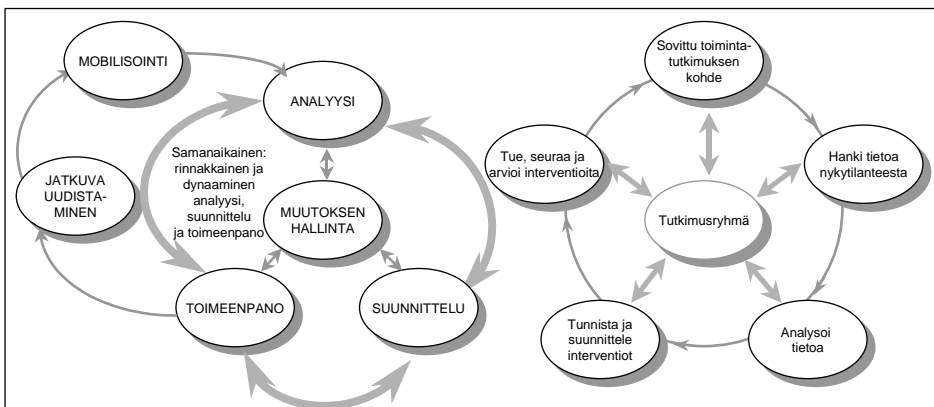 MOBILISOINTI
ANALYYSI
Samanaikainen:
rinnakkainen ja
dynaaminen
analyysi,
suunnittelu
ja toimeenpano
JATKUVA
UUDISTA-
MINEN
MUUTOKSEN
HALLINTA
TOIMEENPANO
SUUNNITTELU
Sovittu toiminta-
tutkimuksen
kohde
Tue, seuraa ja
arvioi interventioita
Hanki tietoa
nykytilanteesta
Tutkimusryhmä
Tunnista ja
suunnittele
interventiot
Analysoi
tietoa